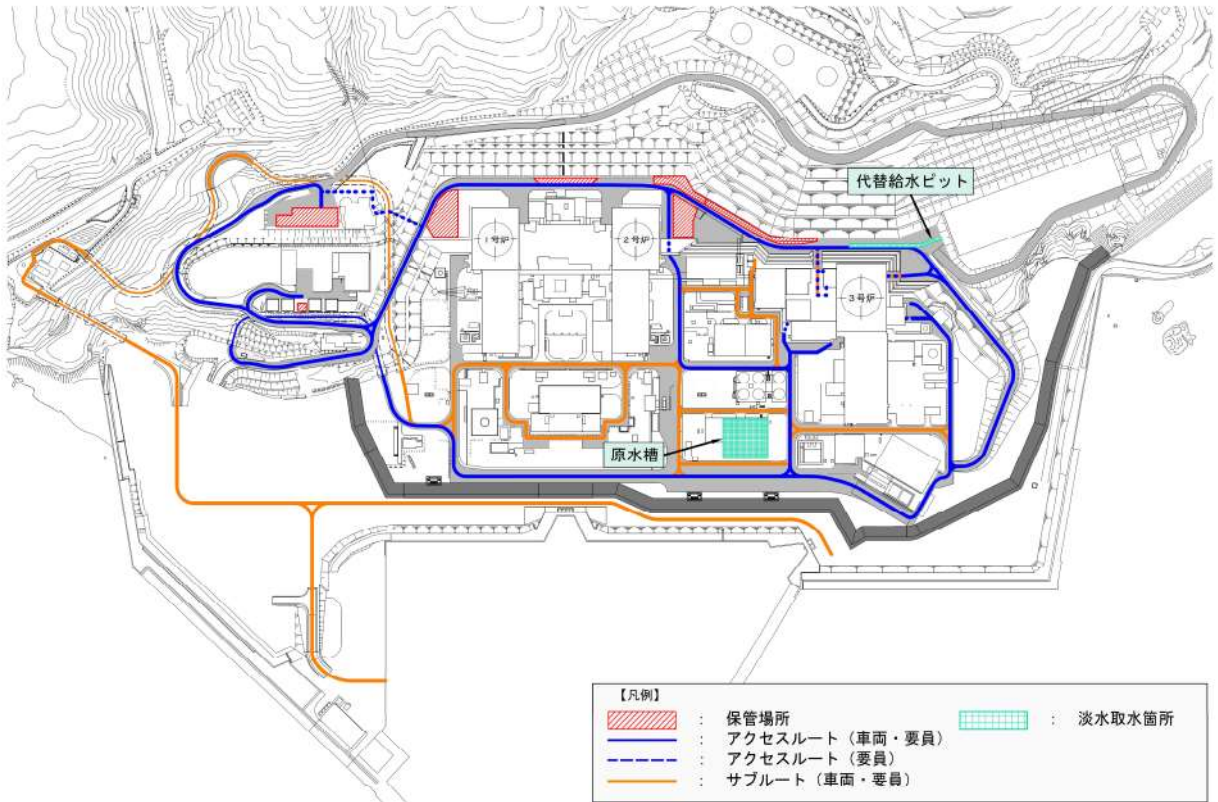 代替給水ピット
1号炉
2号炉
3号炉
原水槽
【凡例】
: 保管場所
: 淡水取水箇所
: アクセスルート（車両・要員）
: アクセスルート（要員）
: サブルート（車両・要員）